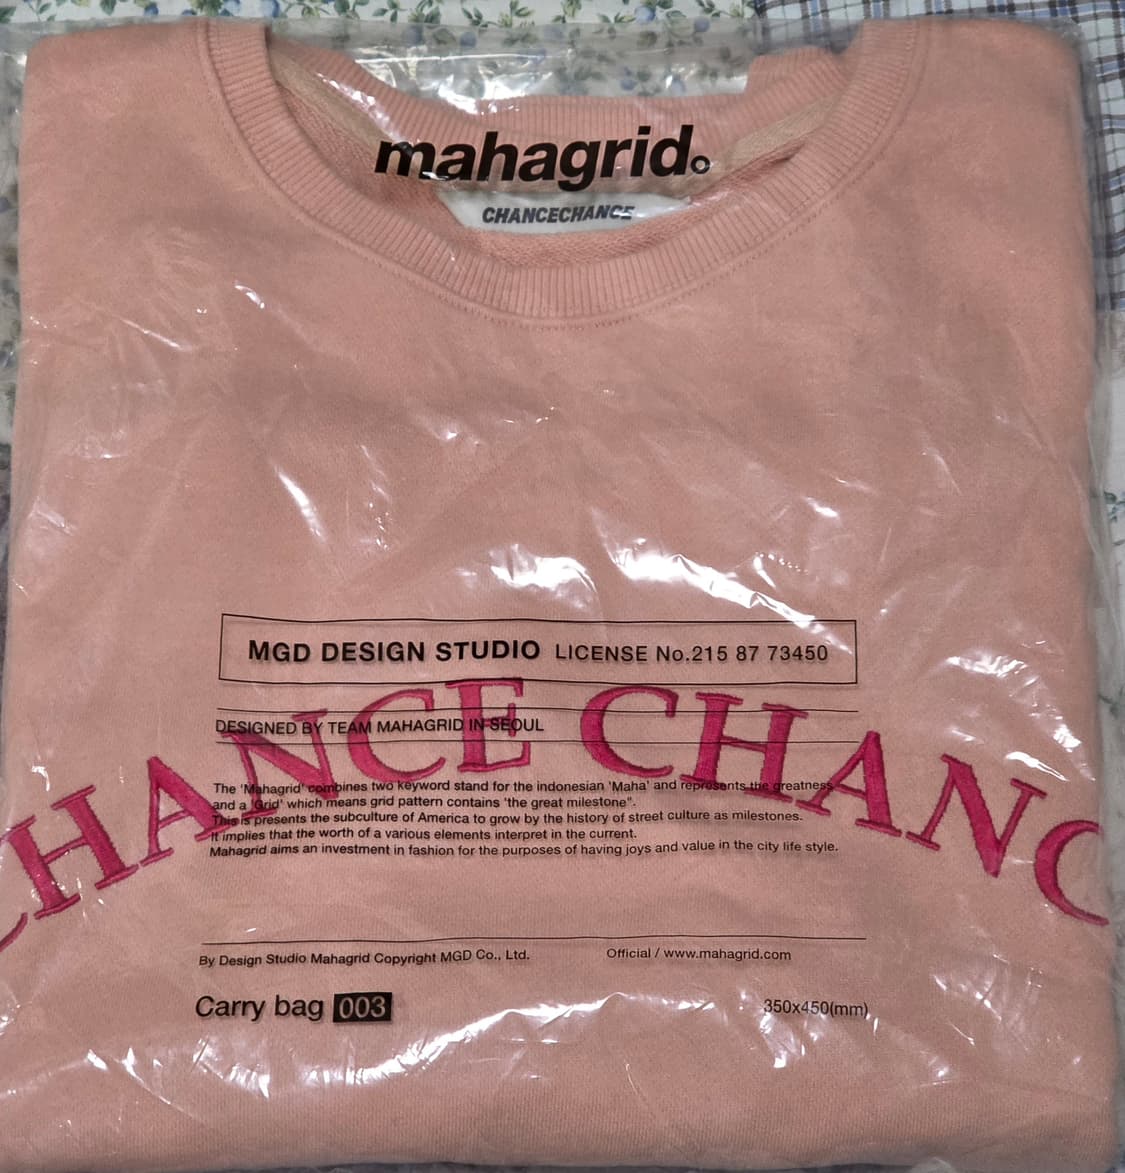 mahagrid
CHANCECHANCE
MGD DESIGN STUDIO LICENSE No.215 87 73450
HANCE CHANC
DESIGNED BY TEAM MAHAGRID IN SEOUL
The 'Mahagrid' combines two keyword stand for the indonesian 'Maha' and represents the greatness
and a 'Grid' which means grid pattern contains 'the great milestone".
This is presents the subculture of America to grow by the history of street culture as milestones.
It implies that the worth of a various elements interpret in the current.
Mahagrid aims an investment in fashion for the purposes of having joys and value in the city life style.
By Design Studio Mahagrid Copyright MGD Co., Ltd. Official / www.mahagrid.com
Carry bag 003 350x450(mm)